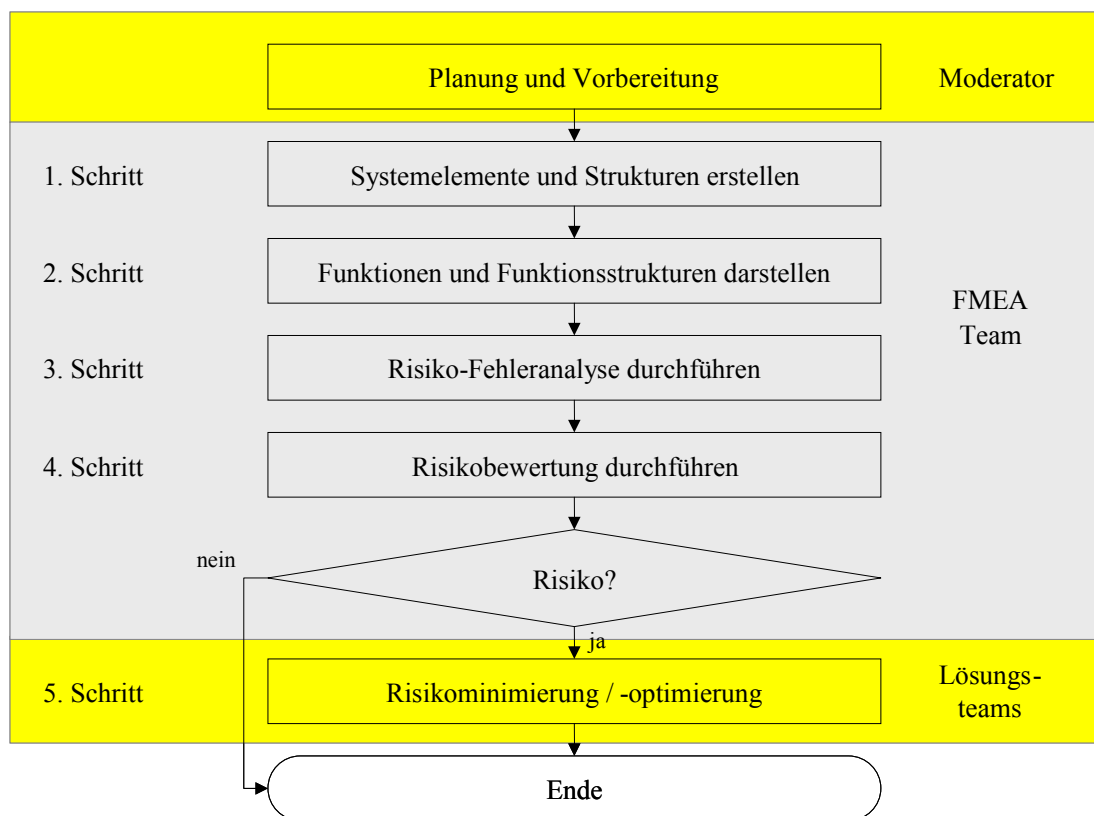 Planung und Vorbereitung
Moderator
1. Schritt
Systemelemente und Strukturen erstellen
2. Schritt
Funktionen und Funktionsstrukturen darstellen
FMEA
Team
3. Schritt
Risiko-Fehleranalyse durchführen
4. Schritt
Risikobewertung durchführen
nein
Risiko?
ja
5. Schritt
Risikominimierung / -optimierung
Lösungs-
teams
Ende